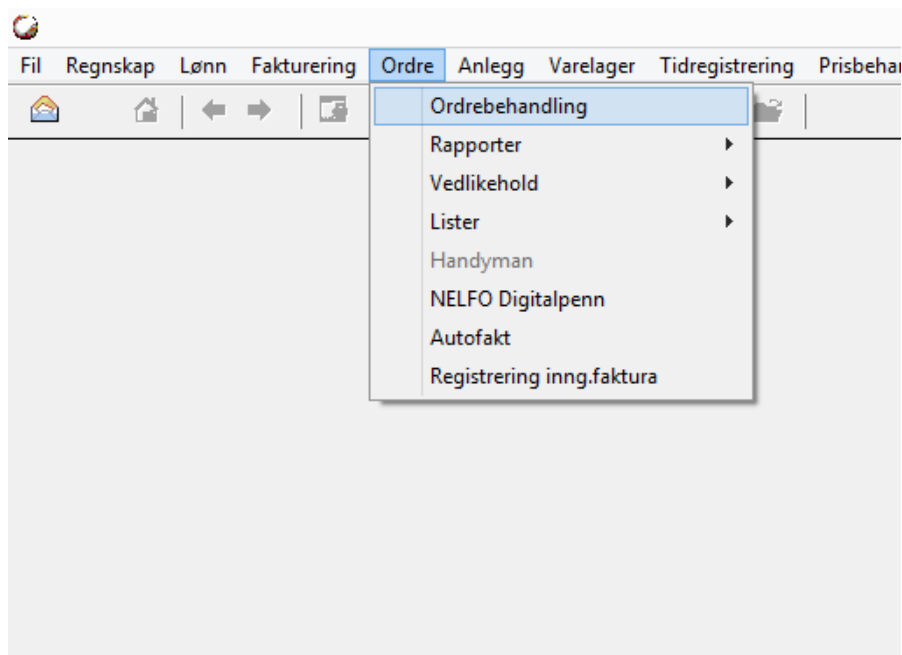 Fil Regnskap Lønn Fakturering Ordre Anlegg Varelager Tidregistrering
Ordrebehandling
Rapporter
Vedlikehold
Lister
Handyman
NELFO Digitalpenn
Autofakt
Registrering inng.faktura